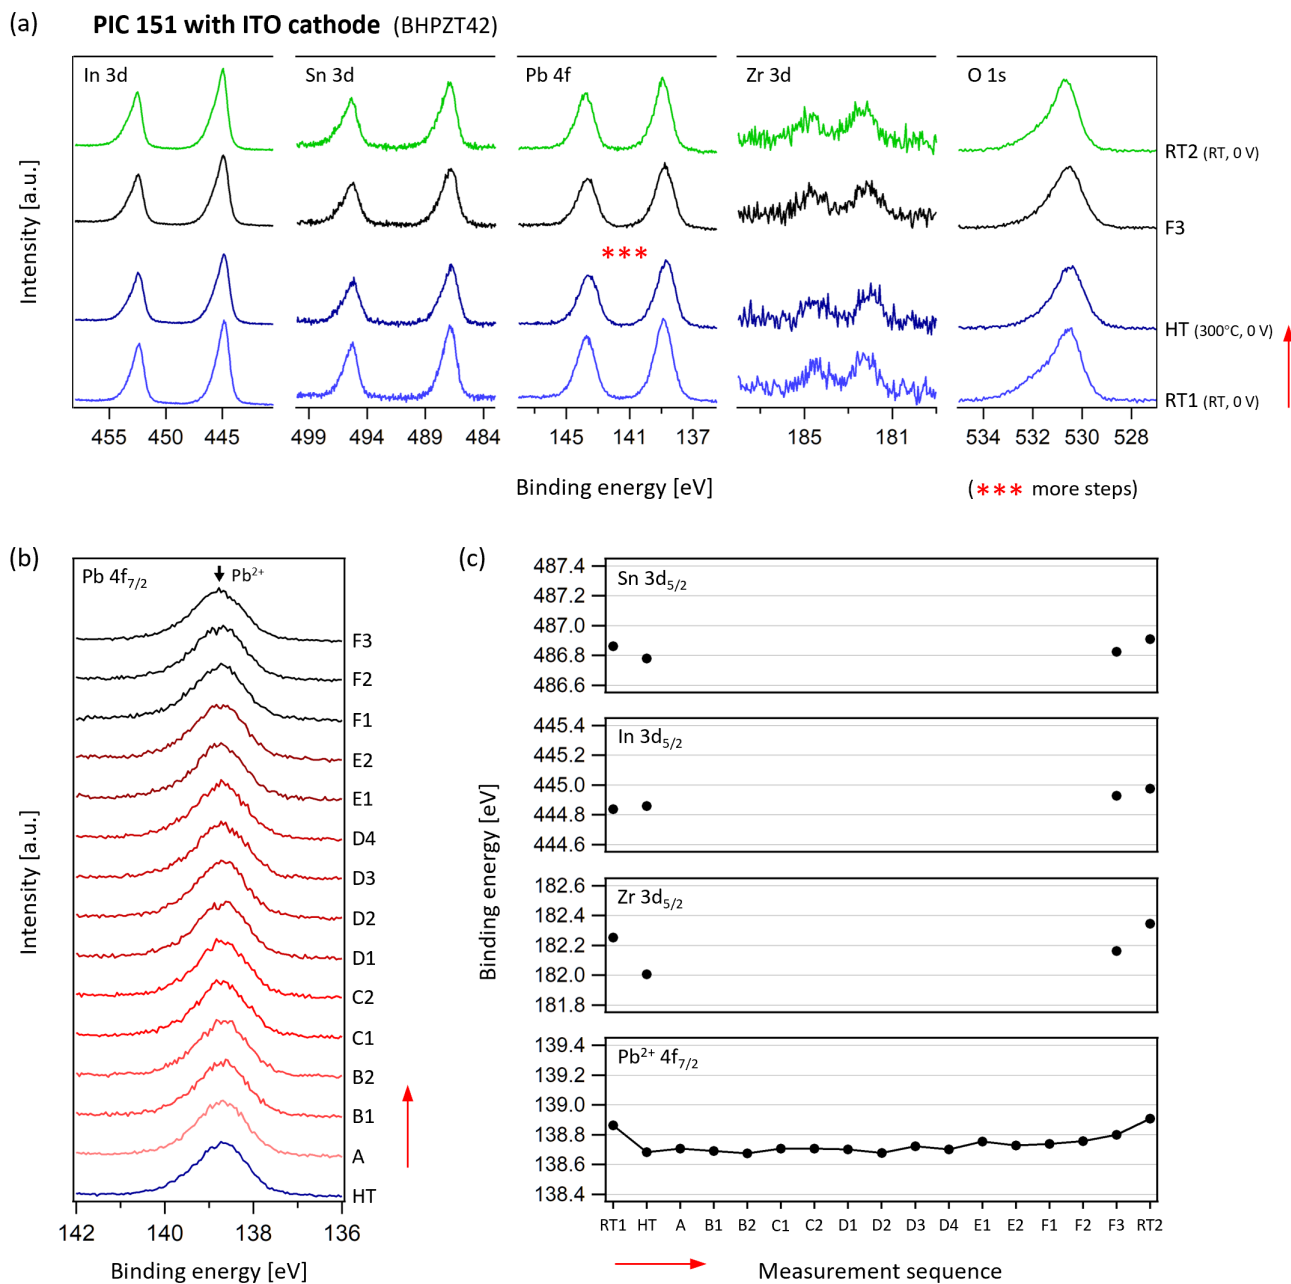 (a) PIC 151 with ITO cathode (BHPZT42)
In 3d Sn 3d Pb 4f Zr 3d O 1s
RT2 (RT, 0 V)
F3
***
HT (300°C, 0 V)
RT1 (RT, 0 V)
Intensity [a.u.]
455 450 445 499 494 489 484 145 141 137 185 181 534 532 530 528
Binding energy [eV]
(*** more steps)
(b)
Pb 4f7/2
Pb2+
F3
F2
F1
E2
E1
D4
D3
D2
D1
C2
C1
B2
B1
A
HT
Intensity [a.u.]
142 140 138 136
Binding energy [eV]
(c)
Sn 3d5/2
487.4
487.2
487.0
486.8
486.6
In 3d5/2
445.4
445.2
445.0
444.8
444.6
Zr 3d5/2
182.6
182.4
182.2
182.0
181.8
Pb2+ 4f7/2
139.4
139.2
139.0
138.8
138.6
138.4
Binding energy [eV]
RT1 HT A B1 B2 C1 C2 D1 D2 D3 D4 E1 E2 F1 F2 F3 RT2
Measurement sequence